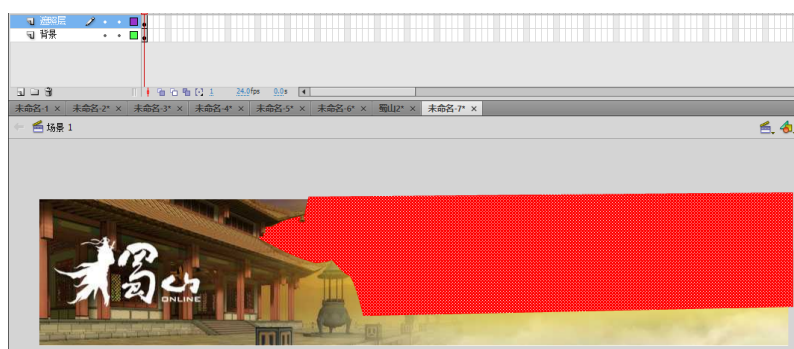 遮照层
背景
1 24.0fps 0.0s
未命名-1 × 未命名-2* × 未命名-3* × 未命名-4* × 未命名-5* × 未命名-6* × 蜀山2* × 未命名-7* ×
场景 1
蜀山
ONLINE